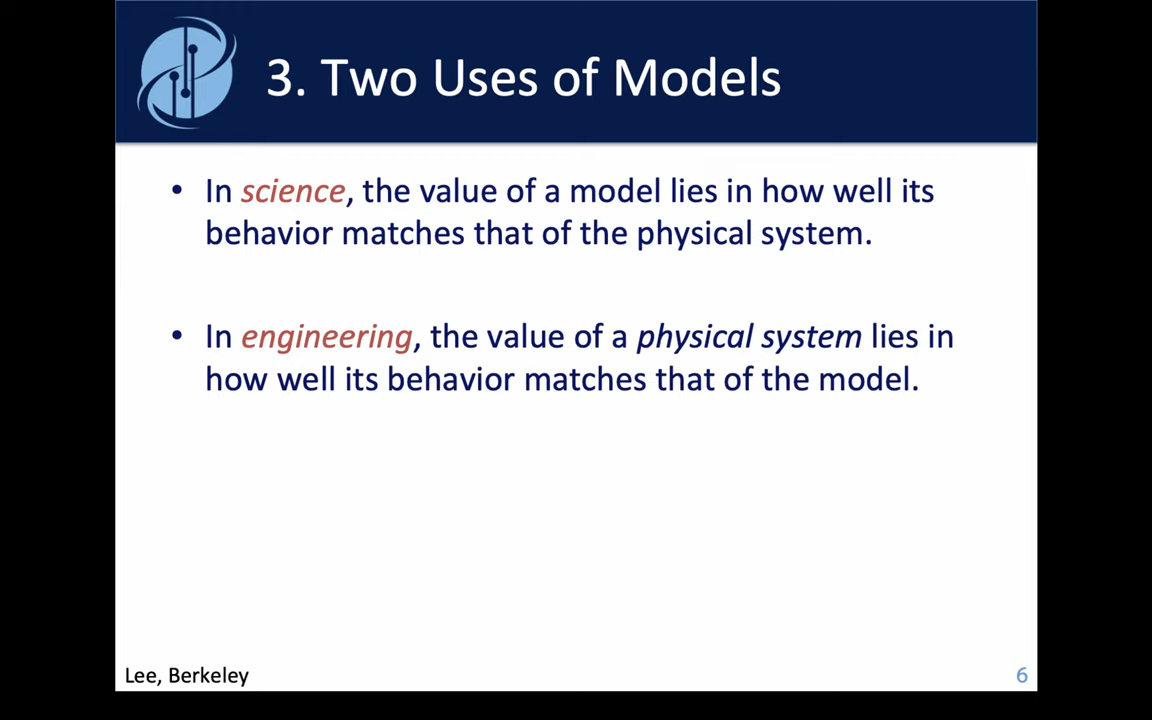 3. Two Uses of Models
• In science, the value of a model lies in how well its
behavior matches that of the physical system.
• In engineering, the value of a physical system lies in
how well its behavior matches that of the model.
Lee, Berkeley
6